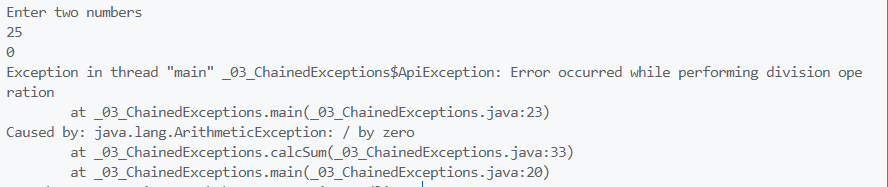 Enter two numbers
25
0
Exception in thread "main" _03_ChainedExceptions$ApiException: Error occurred while performing division ope
ration
at _03_ChainedExceptions.main(_03_ChainedExceptions.java:23)
Caused by: java.lang.ArithmeticException: / by zero
at _03_ChainedExceptions.calcSum(_03_ChainedExceptions.java:33)
at _03_ChainedExceptions.main(_03_ChainedExceptions.java:20)